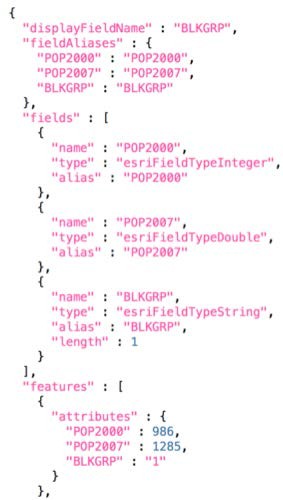 {
  "displayFieldName" : "BLKGRP",
  "fieldAliases" : {
    "POP2000" : "POP2000",
    "POP2007" : "POP2007",
    "BLKGRP" : "BLKGRP"
  },
  "fields" : [
    {
      "name" : "POP2000",
      "type" : "esriFieldTypeInteger",
      "alias" : "POP2000"
    },
    {
      "name" : "POP2007",
      "type" : "esriFieldTypeDouble",
      "alias" : "POP2007"
    },
    {
      "name" : "BLKGRP",
      "type" : "esriFieldTypeString",
      "alias" : "BLKGRP",
      "length" : 1
    }
  ],
  "features" : [
    {
      "attributes" : {
        "POP2000" : 986,
        "POP2007" : 1285,
        "BLKGRP" : "1"
      }
    },